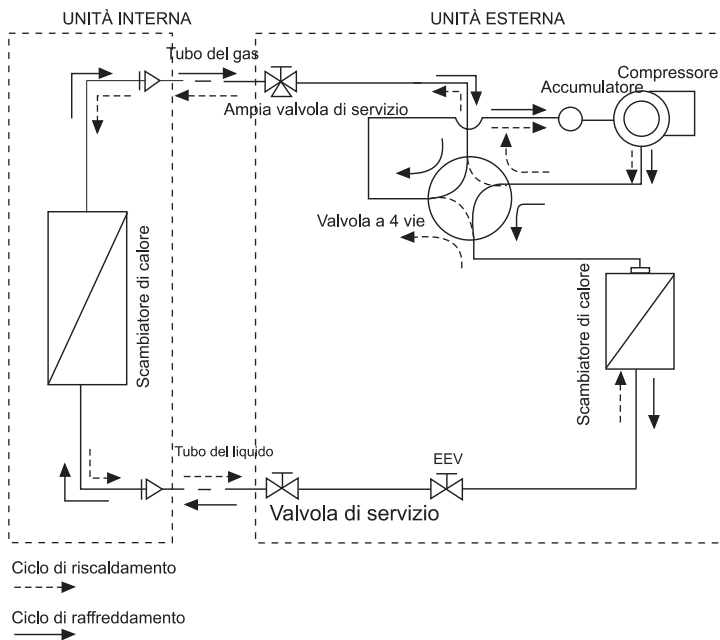 UNITÀ INTERNA
UNITÀ ESTERNA
Tubo del gas
Compressore
Accumulatore
Ampia valvola di servizio
Valvola a 4 vie
Scambiatore di calore
Scambiatore di calore
Tubo del liquido
EEV
Valvola di servizio
Ciclo di riscaldamento
Ciclo di raffreddamento